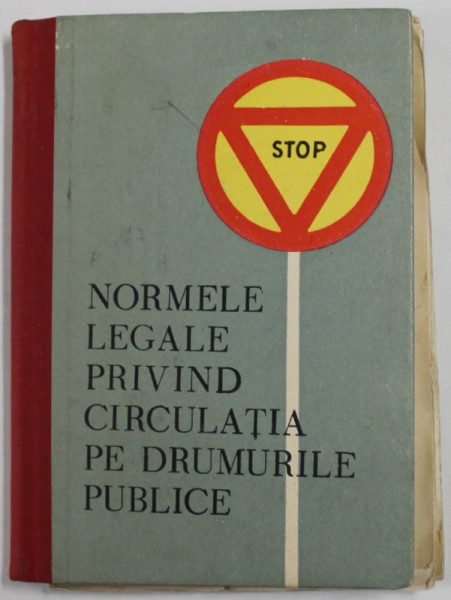 STOP
NORMELE
LEGALE
PRIVIND
CIRCULAȚIA
PE DRUMURILE
PUBLICE